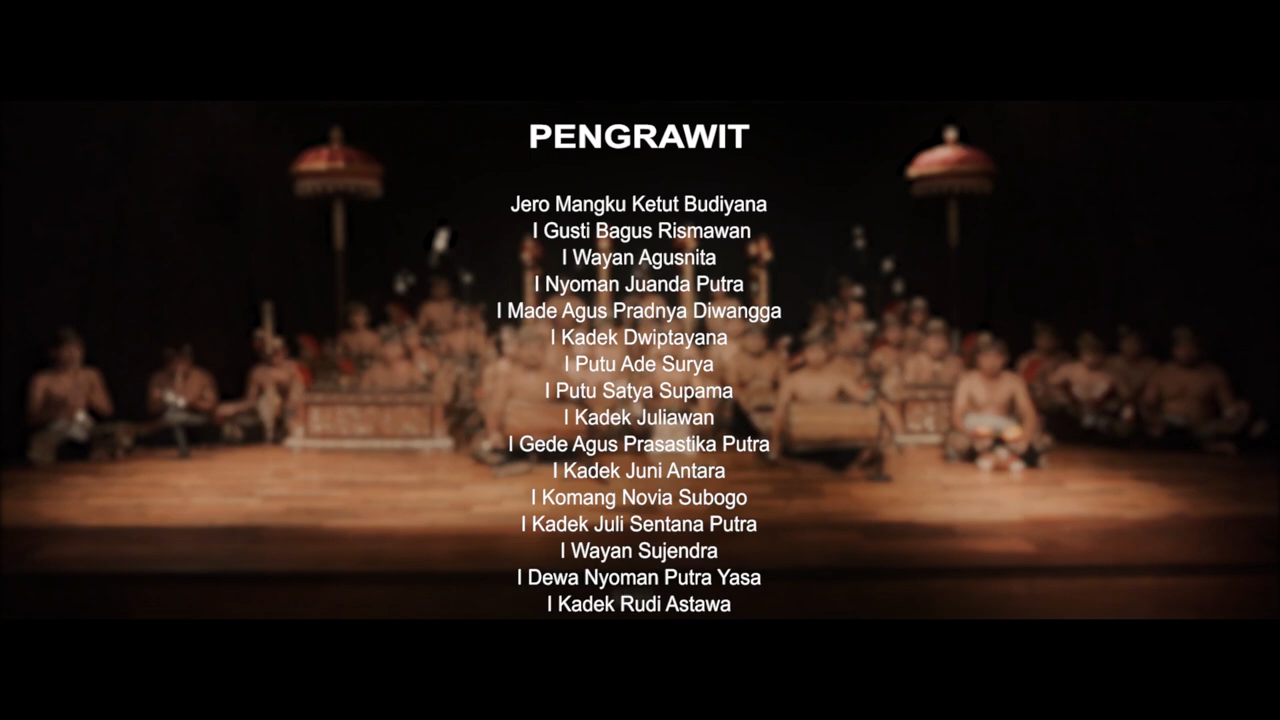 PENGRAWIT
Jero Mangku Ketut Budiyana
I Gusti Bagus Rismawan
I Wayan Agusnita
I Nyoman Juanda Putra
I Made Agus Pradnya Diwangga
I Kadek Dwiptayana
I Putu Ade Surya
I Putu Satya Supama
I Kadek Juliawan
I Gede Agus Prasastika Putra
I Kadek Juni Antara
I Komang Novia Subogo
I Kadek Juli Sentana Putra
I Wayan Sujendra
I Dewa Nyoman Putra Yasa
I Kadek Rudi Astawa